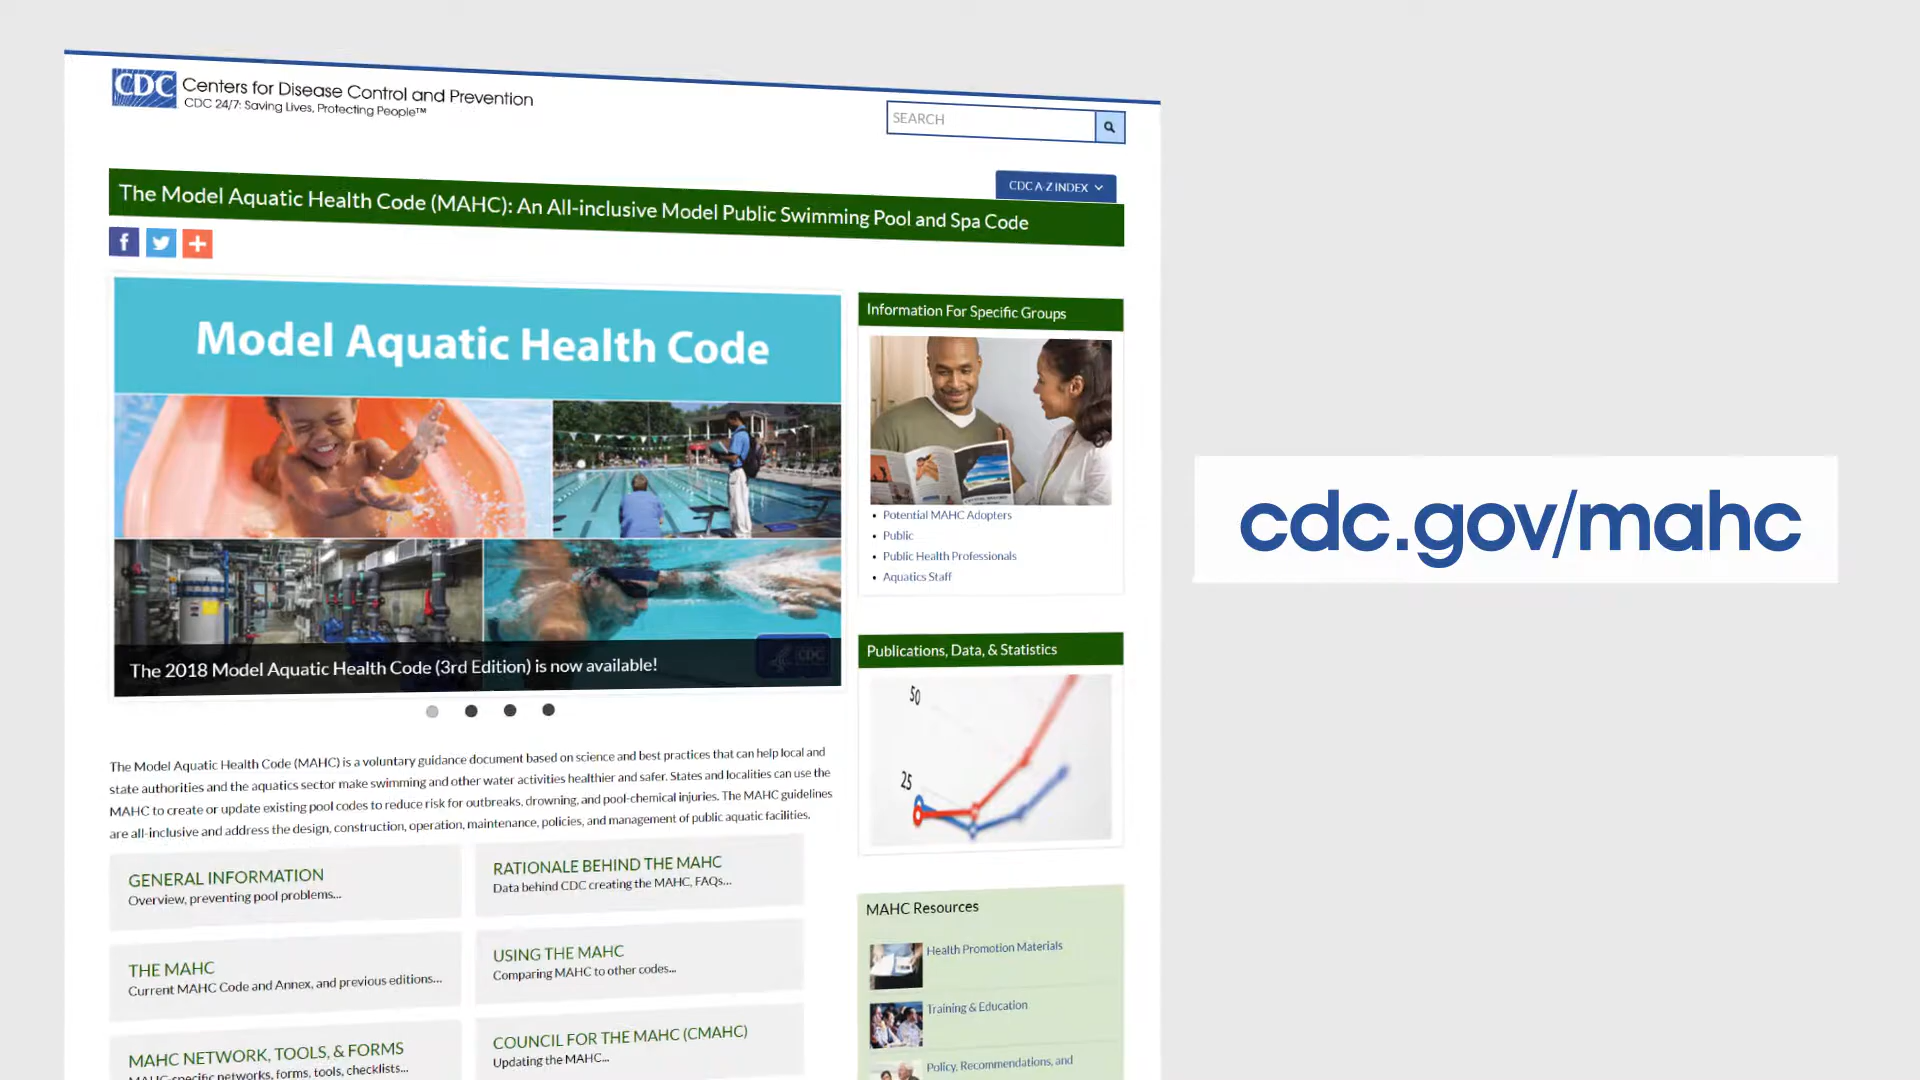 CDC Centers for Disease Control and Prevention
CDC 24/7: Saving Lives, Protecting People™
SEARCH
CDC A-Z INDEX
The Model Aquatic Health Code (MAHC): An All-inclusive Model Public Swimming Pool and Spa Code
f
Model Aquatic Health Code
CDC
The 2018 Model Aquatic Health Code (3rd Edition) is now available!
The Model Aquatic Health Code (MAHC) is a voluntary guidance document based on science and best practices that can help local and
state authorities and the aquatics sector make swimming and other water activities healthier and safer. States and localities can use the
MAHC to create or update existing pool codes to reduce risk for outbreaks, drowning, and pool-chemical injuries. The MAHC guidelines
are all-inclusive and address the design, construction, operation, maintenance, policies, and management of public aquatic facilities.
GENERAL INFORMATION
Overview, preventing pool problems...
RATIONALE BEHIND THE MAHC
Data behind CDC creating the MAHC, FAQs...
THE MAHC
Current MAHC Code and Annex, and previous editions...
USING THE MAHC
Comparing MAHC to other codes...
MAHC NETWORK, TOOLS, & FORMS
MAHC-specific networks, forms, tools, checklists...
COUNCIL FOR THE MAHC (CMAHC)
Updating the MAHC...
Information For Specific Groups
• Potential MAHC Adopters
• Public
• Public Health Professionals
• Aquatics Staff
Publications, Data, & Statistics
50
25
MAHC Resources
Health Promotion Materials
Training & Education
Policy, Recommendations, and
cdc.gov/mahc